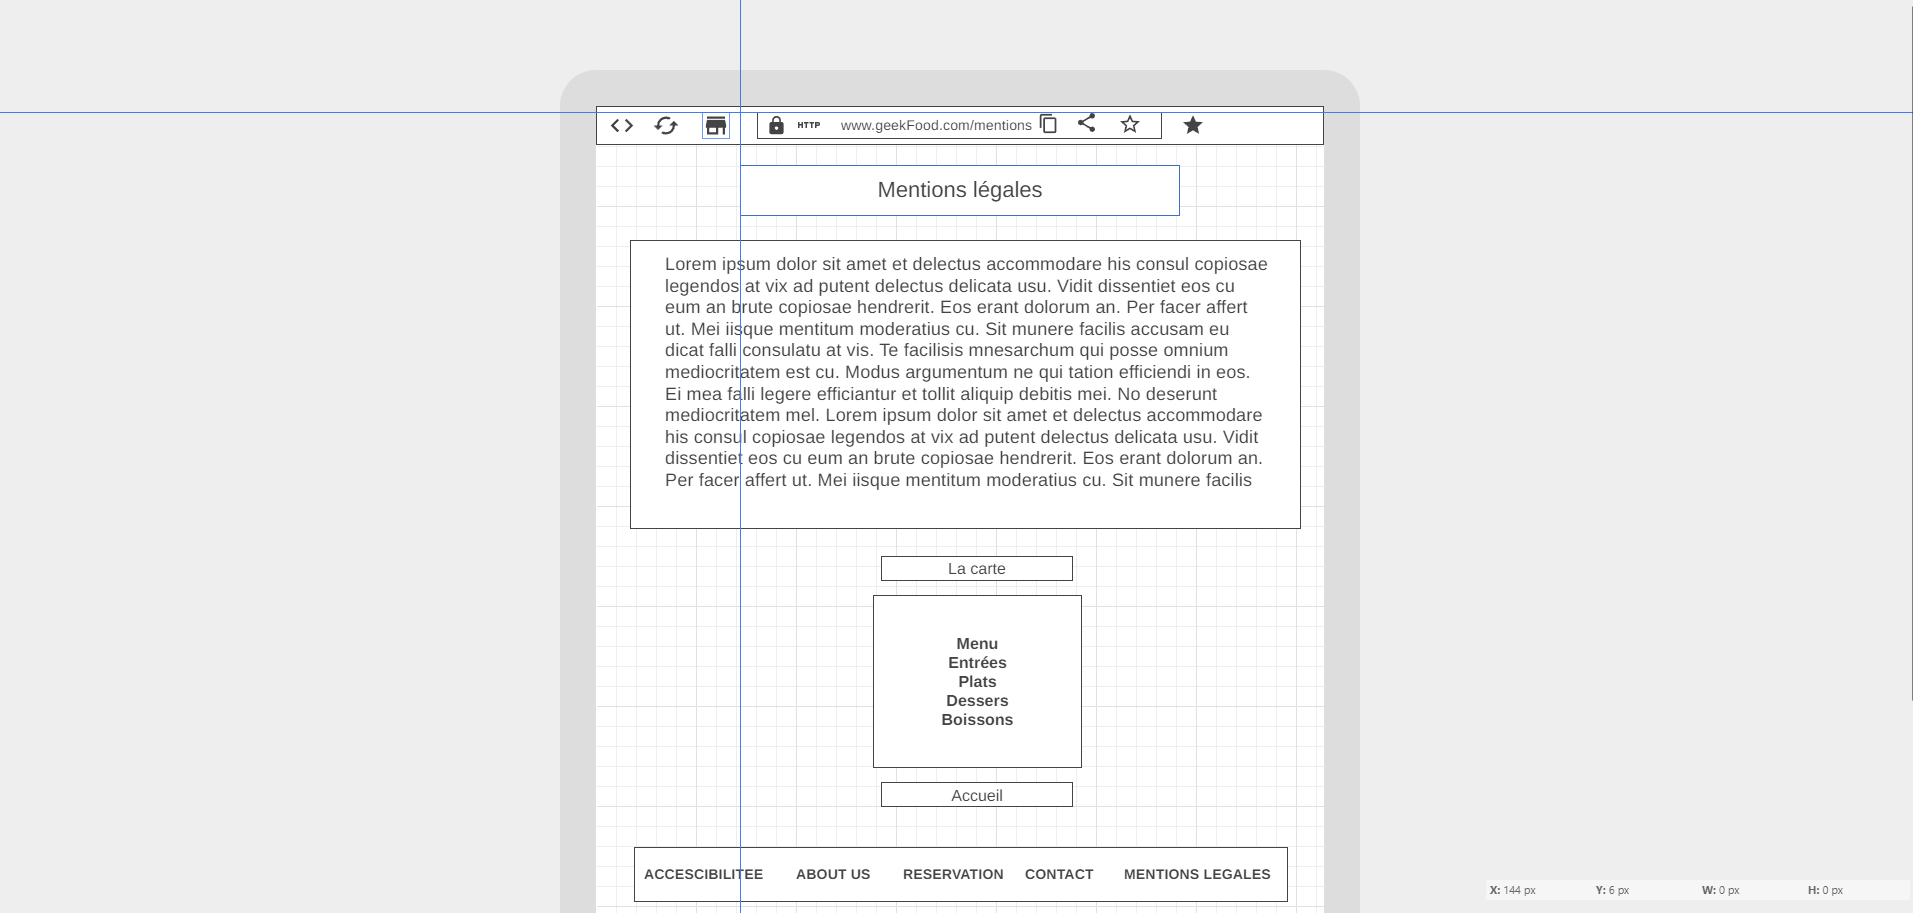 HTTP www.geekFood.com/mentions
Mentions légales
Lorem ipsum dolor sit amet et delectus accommodare his consul copiosae
legendos at vix ad putent delectus delicata usu. Vidit dissentiet eos cu
eum an brute copiosae hendrerit. Eos erant dolorum an. Per facer affert
ut. Mei iisque mentitum moderatius cu. Sit munere facilis accusam eu
dicat falli consulatu at vis. Te facilisis mnesarchum qui posse omnium
mediocritatem est cu. Modus argumentum ne qui tation efficiendi in eos.
Ei mea falli legere efficiantur et tollit aliquip debitis mei. No deserunt
mediocritatem mel. Lorem ipsum dolor sit amet et delectus accommodare
his consul copiosae legendos at vix ad putent delectus delicata usu. Vidit
dissentiet eos cu eum an brute copiosae hendrerit. Eos erant dolorum an.
Per facer affert ut. Mei iisque mentitum moderatius cu. Sit munere facilis
La carte
Menu
Entrées
Plats
Dessers
Boissons
Accueil
ACCESCIBILITEE ABOUT US RESERVATION CONTACT MENTIONS LEGALES
X: 144 px Y: 6 px W: 0 px H: 0 px